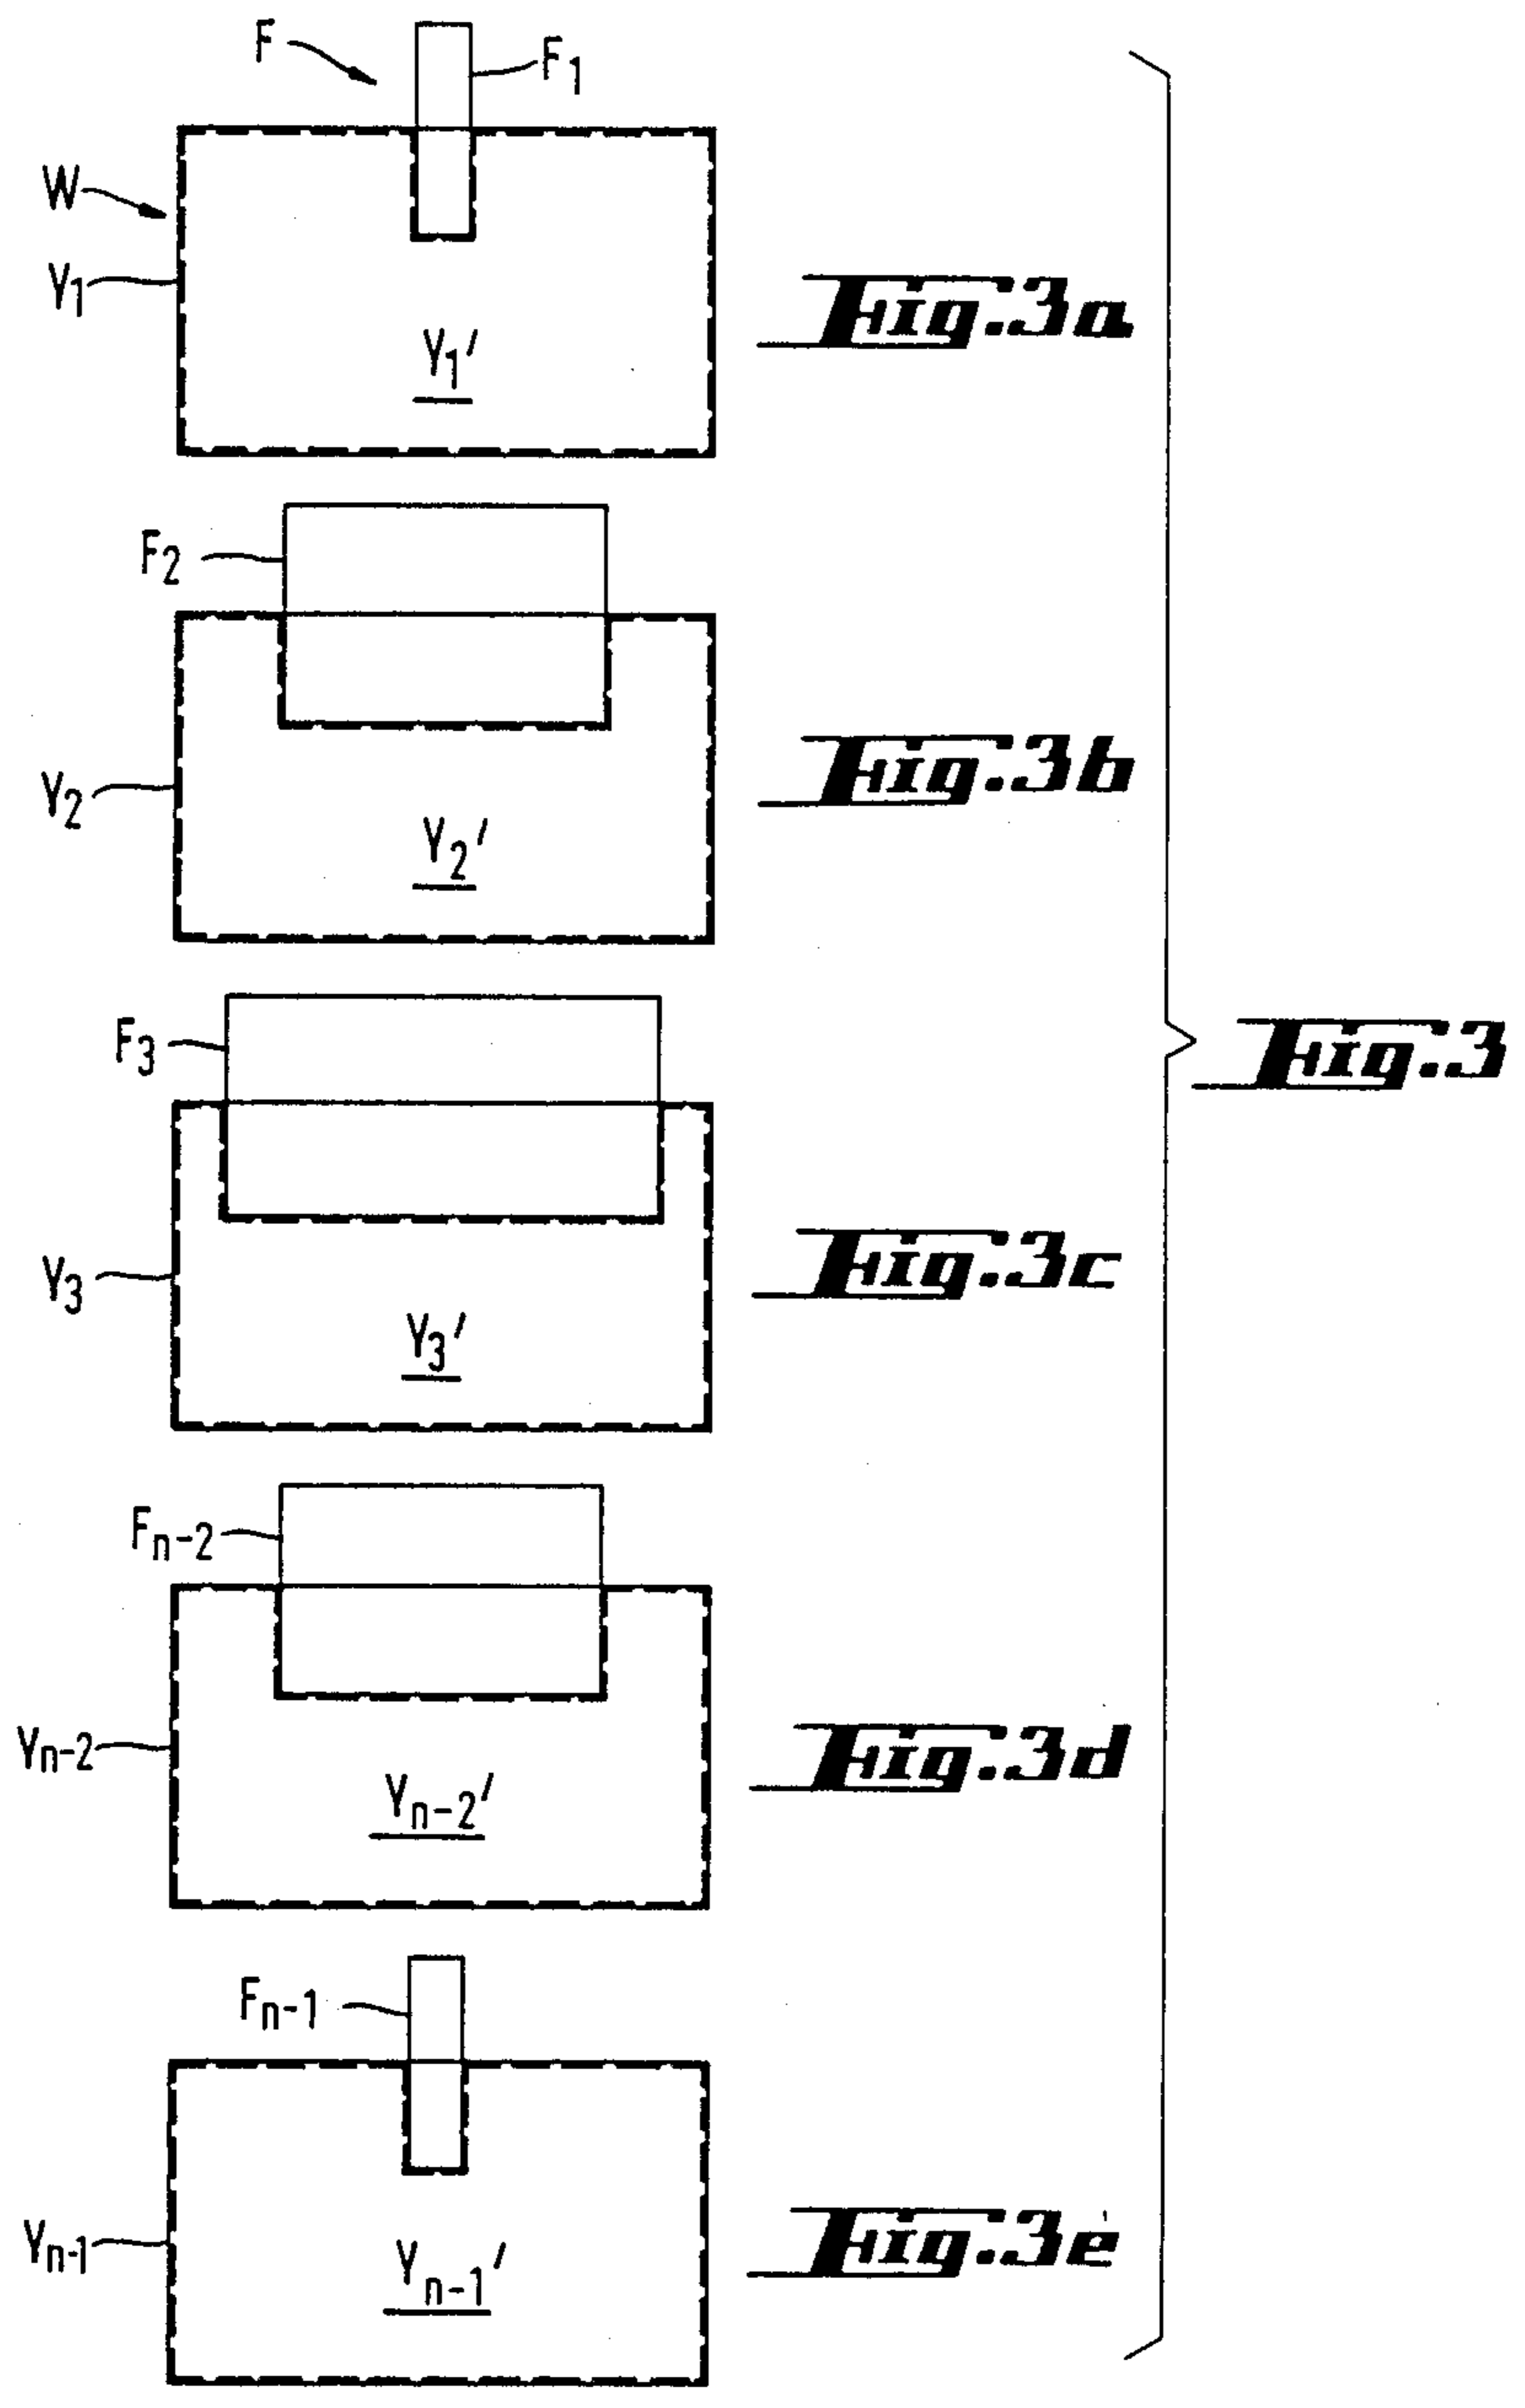 F
F1
W
Y1
Y1'
Fig.3a
F2
Y2
Y2'
Fig.3b
F3
Y3
Y3'
Fig.3c
Fig.3
Fn-2
Yn-2
Yn-2'
Fig.3d
Fn-1
Yn-1
Yn-1'
Fig.3e